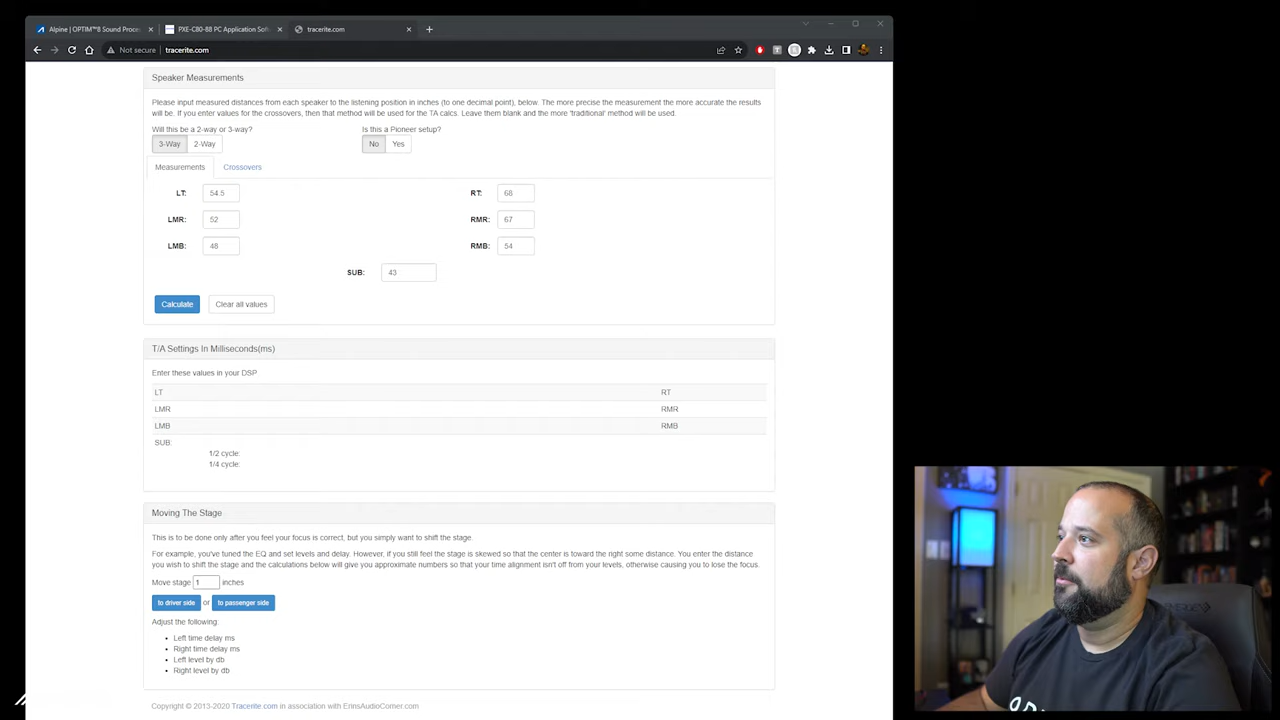 Alpine | OPTIM™8 Sound Proce
PXE-C80-88 PC Application Soft
tracerite.com
Not secure
tracerite.com
Speaker Measurements
Please input measured distances from each speaker to the listening position in inches (to one decimal point), below. The more precise the measurement the more accurate the results
will be. If you enter values for the crossovers, then that method will be used for the TA calcs. Leave them blank and the more 'traditional' method will be used.
Will this be a 2-way or 3-way? Is this a Pioneer setup?
3-Way 2-Way No Yes
Measurements Crossovers
LT: 54.5 RT: 68
LMR: 52 RMR: 67
LMB: 48 RMB: 54
SUB: 43
Calculate Clear all values
T/A Settings In Milliseconds(ms)
Enter these values in your DSP
LT RT
LMR RMR
LMB RMB
SUB:
1/2 cycle:
1/4 cycle:
Moving The Stage
This is to be done only after you feel your focus is correct, but you simply want to shift the stage.
For example, you've tuned the EQ and set levels and delay. However, if you still feel the stage is skewed so that the center is toward the right some distance. You enter the distance
you wish to shift the stage and the calculations below will give you approximate numbers so that your time alignment isn't off from your levels, otherwise causing you to lose the focus.
Move stage 1 inches
to driver side or to passenger side
Adjust the following:
Left time delay ms
Right time delay ms
Left level by db
Right level by db
Copyright © 2013-2020 Tracerite.com in association with ErinsAudioCorner.com